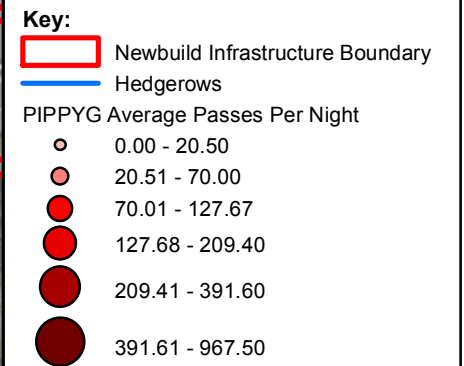 Key:
Newbuild Infrastructure Boundary
Hedgerows
PIPPYG Average Passes Per Night
0.00 - 20.50
20.51 - 70.00
70.01 - 127.67
127.68 - 209.40
209.41 - 391.60
391.61 - 967.50